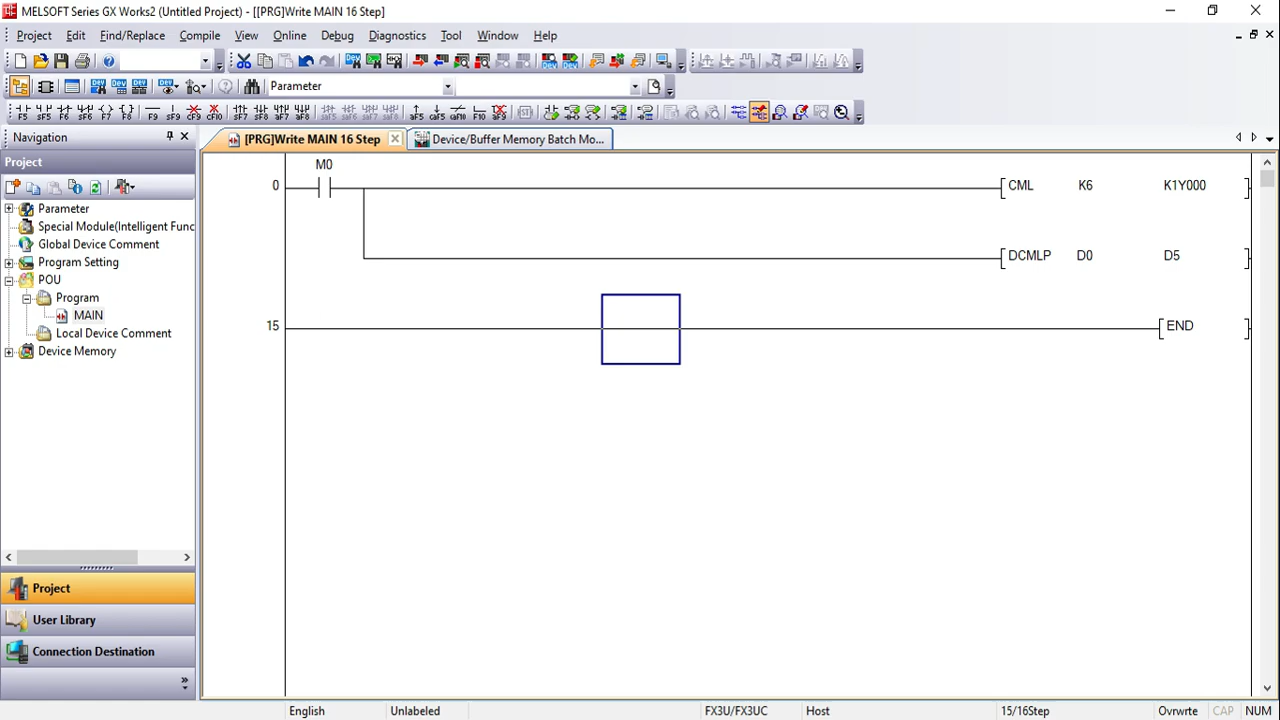 MELSOFT Series GX Works2 (Untitled Project) - [[PRG]Write MAIN 16 Step]
Project Edit Find/Replace Compile View Online Debug Diagnostics Tool Window Help
Parameter
Navigation
[PRG]Write MAIN 16 Step
Device/Buffer Memory Batch Mo...
Project
Parameter
Special Module(Intelligent Func
Global Device Comment
Program Setting
POU
Program
MAIN
Local Device Comment
Device Memory
Project
User Library
Connection Destination
M0
0 CML K6 K1Y000
DCMLP D0 D5
15 END
English Unlabeled FX3U/FX3UC Host 15/16Step Ovrwrte CAP NUM